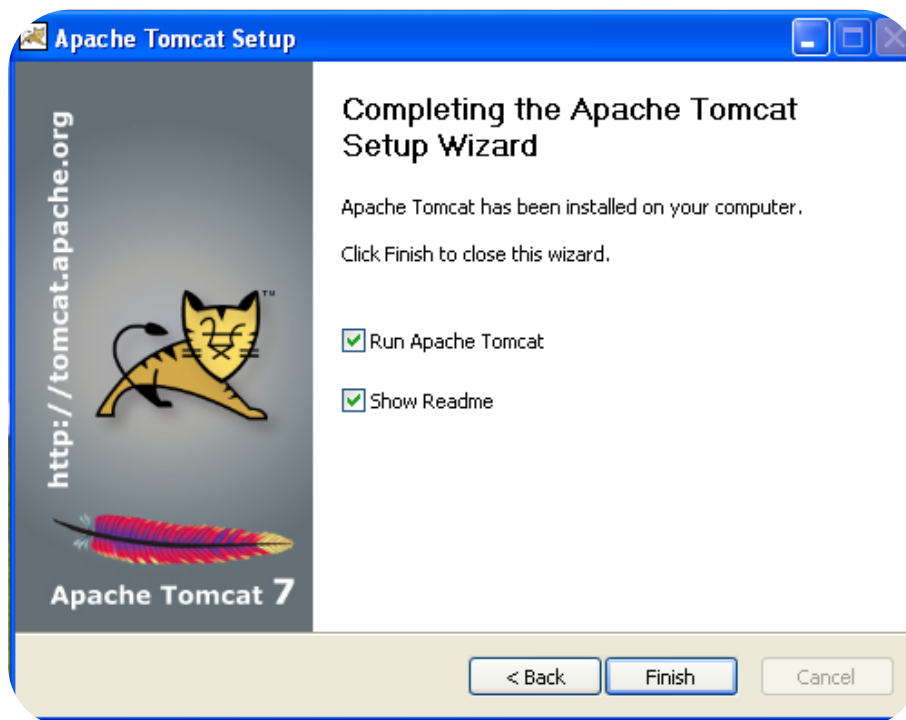 Apache Tomcat Setup
http://tomcat.apache.org
TM
Apache Tomcat 7
Completing the Apache Tomcat
Setup Wizard
Apache Tomcat has been installed on your computer.
Click Finish to close this wizard.
Run Apache Tomcat
Show Readme
< Back
Finish
Cancel